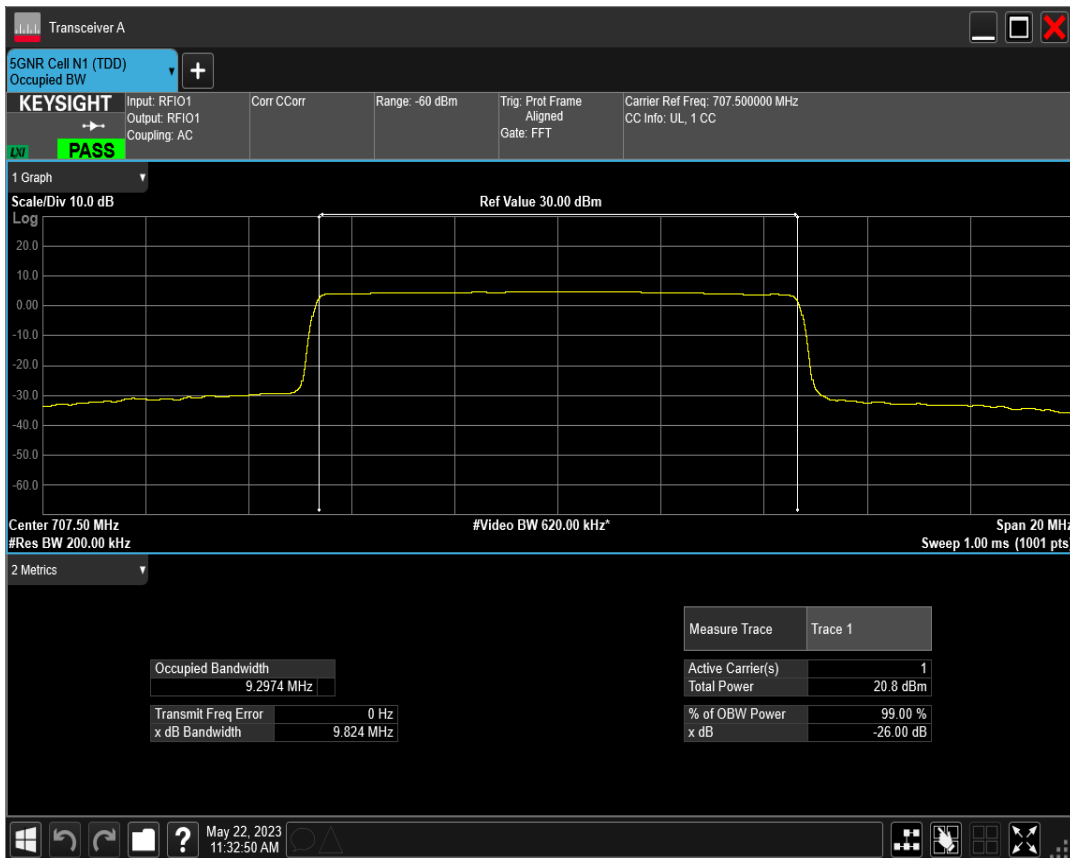 Transceiver A
5GNR Cell N1 (TDD)
Occupied BW
+
KEYSIGHT
LXI
PASS
Input: RFIO1
Output: RFIO1
Coupling: AC
Corr CCorr
Range: -60 dBm
Trig: Prot Frame
Aligned
Gate: FFT
Carrier Ref Freq: 707.500000 MHz
CC Info: UL, 1 CC
1 Graph
Scale/Div 10.0 dB
Ref Value 30.00 dBm
Log
20.0
10.0
0.00
-10.0
-20.0
-30.0
-40.0
-50.0
-60.0
Center 707.50 MHz
#Video BW 620.00 kHz*
Span 20 MHz
#Res BW 200.00 kHz
Sweep 1.00 ms (1001 pts)
2 Metrics
Measure Trace Trace 1
Occupied Bandwidth
9.2974 MHz
Active Carrier(s) 1
Total Power 20.8 dBm
Transmit Freq Error 0 Hz
x dB Bandwidth 9.824 MHz
% of OBW Power 99.00 %
x dB -26.00 dB
?
May 22, 2023
11:32:50 AM